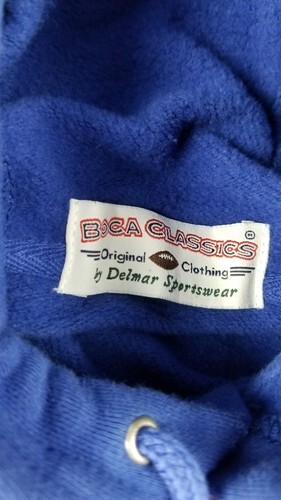 BOCA CLASSICS ®
Original Clothing
by Delmar Sportswear